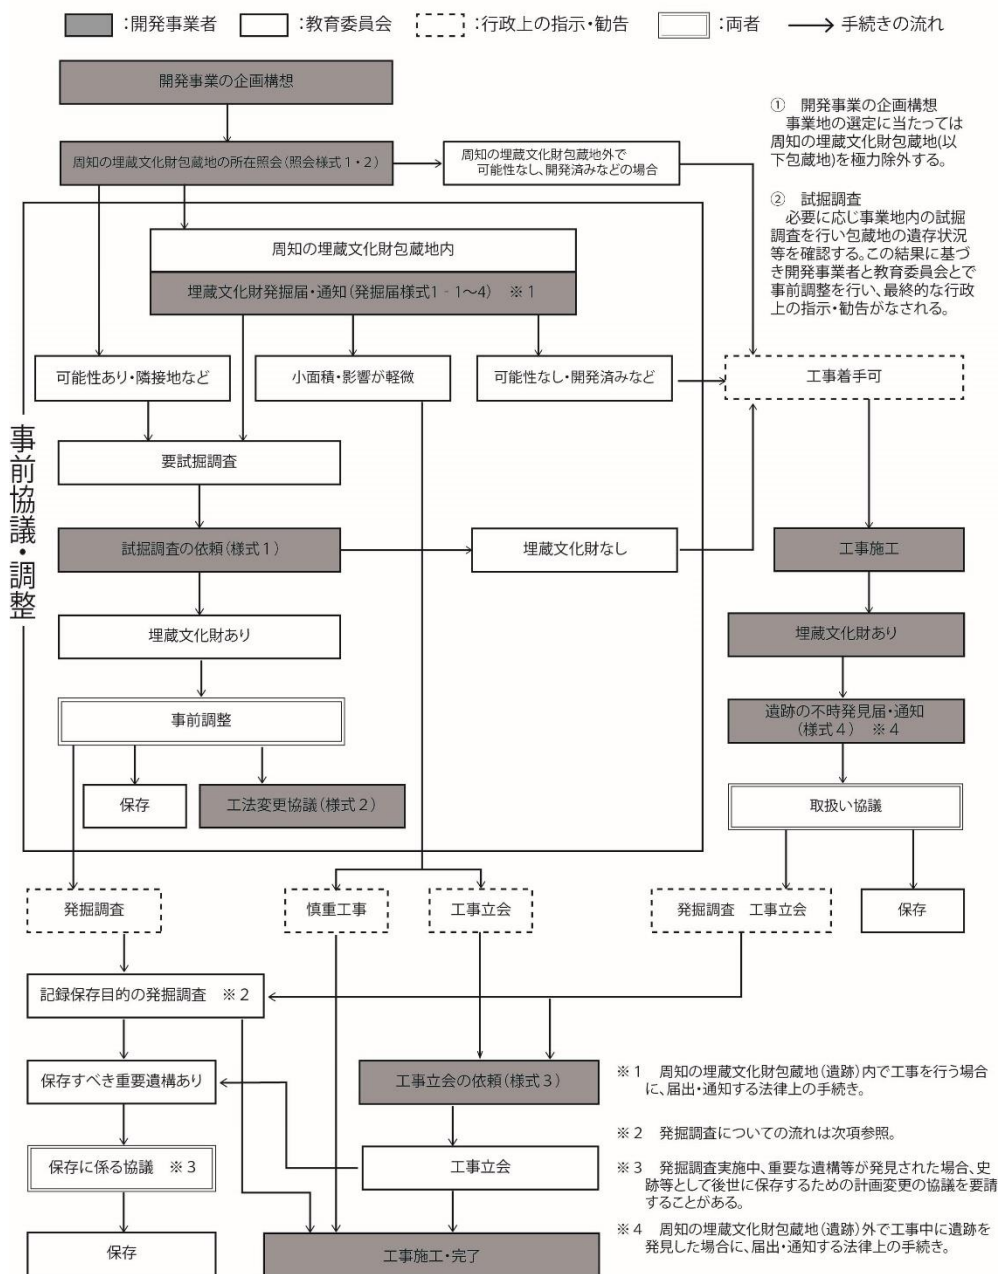 :開発事業者
:教育委員会
:行政上の指示・勧告
:両者
手続きの流れ
開発事業の企画構想
周知の埋蔵文化財包蔵地の所在照会(照会様式1・2)
周知の埋蔵文化財包蔵地外で
可能性なし、開発済みなどの場合
① 開発事業の企画構想
事業地の選定に当たっては
周知の埋蔵文化財包蔵地(以
下包蔵地)を極力除外する。
② 試掘調査
必要に応じ事業地内の試掘
調査を行い包蔵地の遺存状況
等を確認する。この結果に基づ
き開発事業者と教育委員会とで
事前調整を行い、最終的な行政
上の指示・勧告がなされる。
事前協議・調整
周知の埋蔵文化財包蔵地内
埋蔵文化財発掘届・通知(発掘届様式1‐1~4) ※1
可能性あり・隣接地など
小面積・影響が軽微
可能性なし・開発済みなど
工事着手可
要試掘調査
試掘調査の依頼(様式1)
埋蔵文化財なし
工事施工
埋蔵文化財あり
埋蔵文化財あり
事前調整
遺跡の不時発見届・通知
(様式4) ※4
保存
工法変更協議(様式2)
取扱い協議
発掘調査
慎重工事
工事立会
発掘調査 工事立会
保存
記録保存目的の発掘調査 ※2
保存すべき重要遺構あり
工事立会の依頼(様式3)
保存に係る協議 ※3
工事立会
保存
工事施工・完了
※1 周知の埋蔵文化財包蔵地(遺跡)内で工事を行う場合
に、届出・通知する法律上の手続き。
※2 発掘調査についての流れは次項参照。
※3 発掘調査実施中、重要な遺構等が発見された場合、史
跡等として後世に保存するための計画変更の協議を要請
することがある。
※4 周知の埋蔵文化財包蔵地(遺跡)外で工事中に遺跡を
発見した場合に、届出・通知する法律上の手続き。